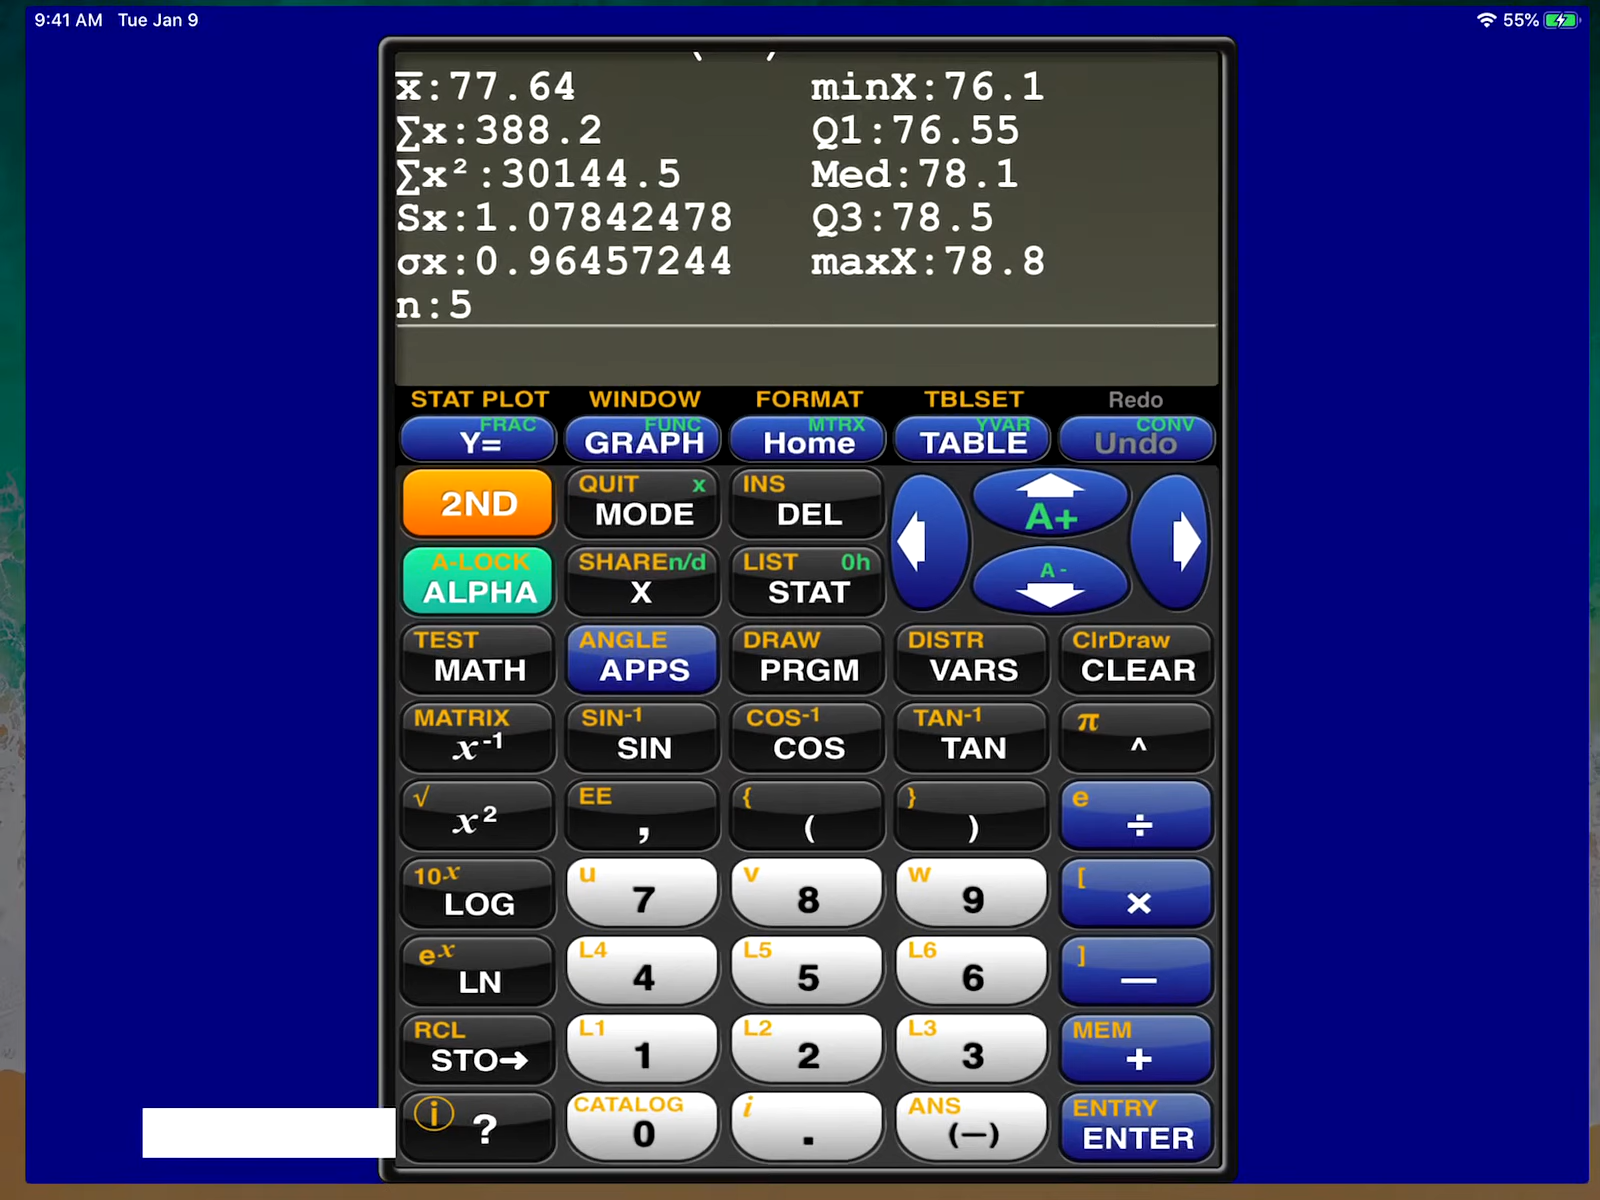 9:41 AM Tue Jan 9
55%
x̅:77.64 minX:76.1
∑x:388.2 Q1:76.55
∑x²:30144.5 Med:78.1
Sx:1.07842478 Q3:78.5
σx:0.96457244 maxX:78.8
n:5
STAT PLOT WINDOW FORMAT TBLSET Redo
FRAC FUNC MTRX YVAR CONV
Y= GRAPH Home TABLE Undo
QUIT x INS
2ND MODE DEL A+
A-LOCK SHARE n/d LIST 0h A-
ALPHA X STAT
TEST ANGLE DRAW DISTR ClrDraw
MATH APPS PRGM VARS CLEAR
MATRIX SIN-1 COS-1 TAN-1 π
x-1 SIN COS TAN ^
√ EE { } e
x2 , ( ) ÷
10x u v w [
LOG 7 8 9 ×
ex L4 L5 L6 ]
LN 4 5 6 —
RCL L1 L2 L3 MEM
STO→ 1 2 3 +
i CATALOG i ANS ENTRY
? 0 . (—) ENTER